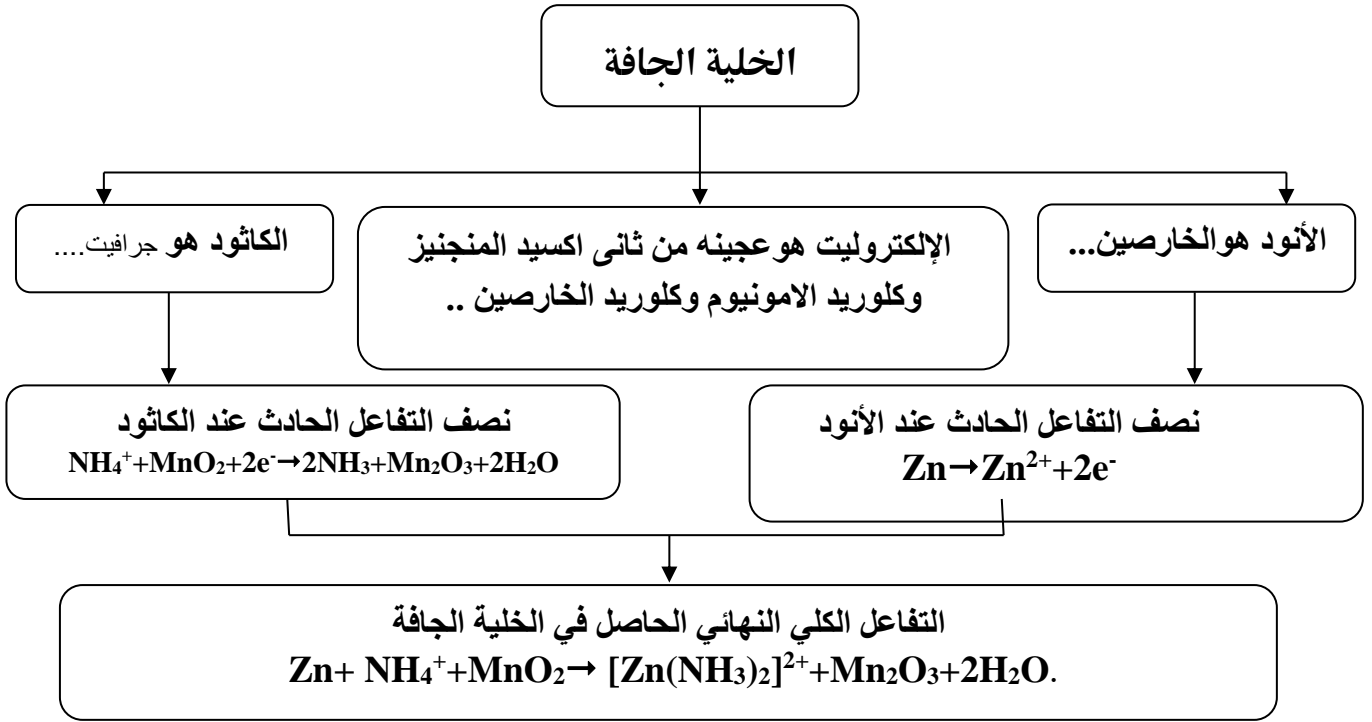 الخلية الجافة
الأنود هوالخارصين...
الإلكتروليت هوعجينه من ثانى اكسيد المنجنيز
وكلوريد الامونيوم وكلوريد الخارصين ..
الكاثود هو جرافيت....
نصف التفاعل الحادث عند الأنود
Zn→Zn²⁺+2e⁻
نصف التفاعل الحادث عند الكاثود
NH₄⁺+MnO₂+2e⁻→2NH₃+Mn₂O₃+2H₂O
التفاعل الكلي النهائي الحاصل في الخلية الجافة
Zn+ NH₄⁺+MnO₂→ [Zn(NH₃)₂]²⁺+Mn₂O₃+2H₂O.